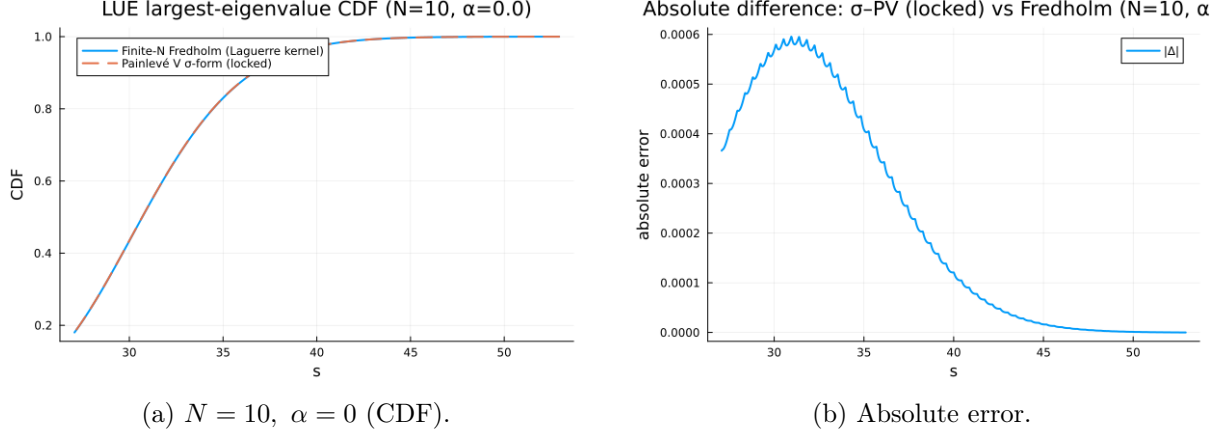 LUE largest-eigenvalue CDF (N=10, α=0.0)
1.0
0.8
0.6
0.4
0.2
CDF
Finite-N Fredholm (Laguerre kernel)
Painlevé V σ-form (locked)
30
35
40
45
50
s
(a) N = 10, α = 0 (CDF).
Absolute difference: σ–PV (locked) vs Fredholm (N=10, α
0.0006
0.0005
0.0004
0.0003
0.0002
0.0001
0.0000
absolute error
|Δ|
30
35
40
45
50
s
(b) Absolute error.